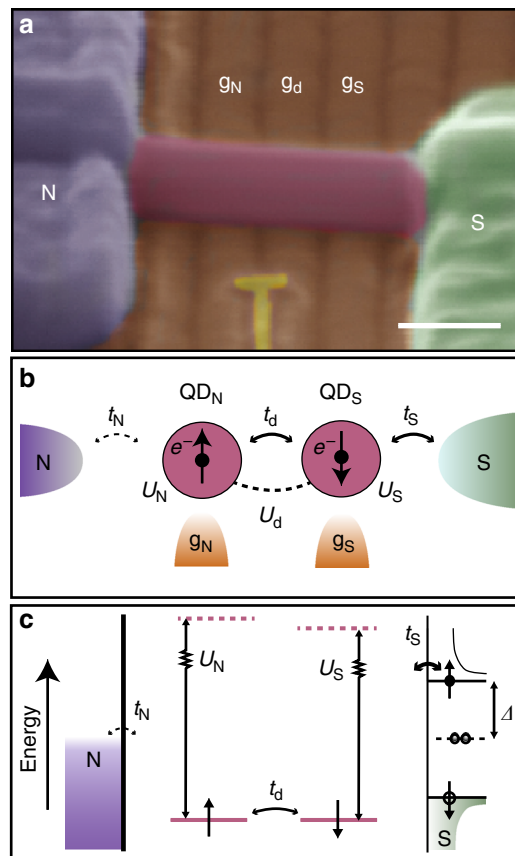 a
g_N g_d g_S
N
S
b
QD_N QD_S
t_N t_d t_S
N e⁻ e⁻ S
U_N U_S
U_d
g_N g_S
c
t_S
U_N U_S
Δ
Energy
t_N
N
t_d
S